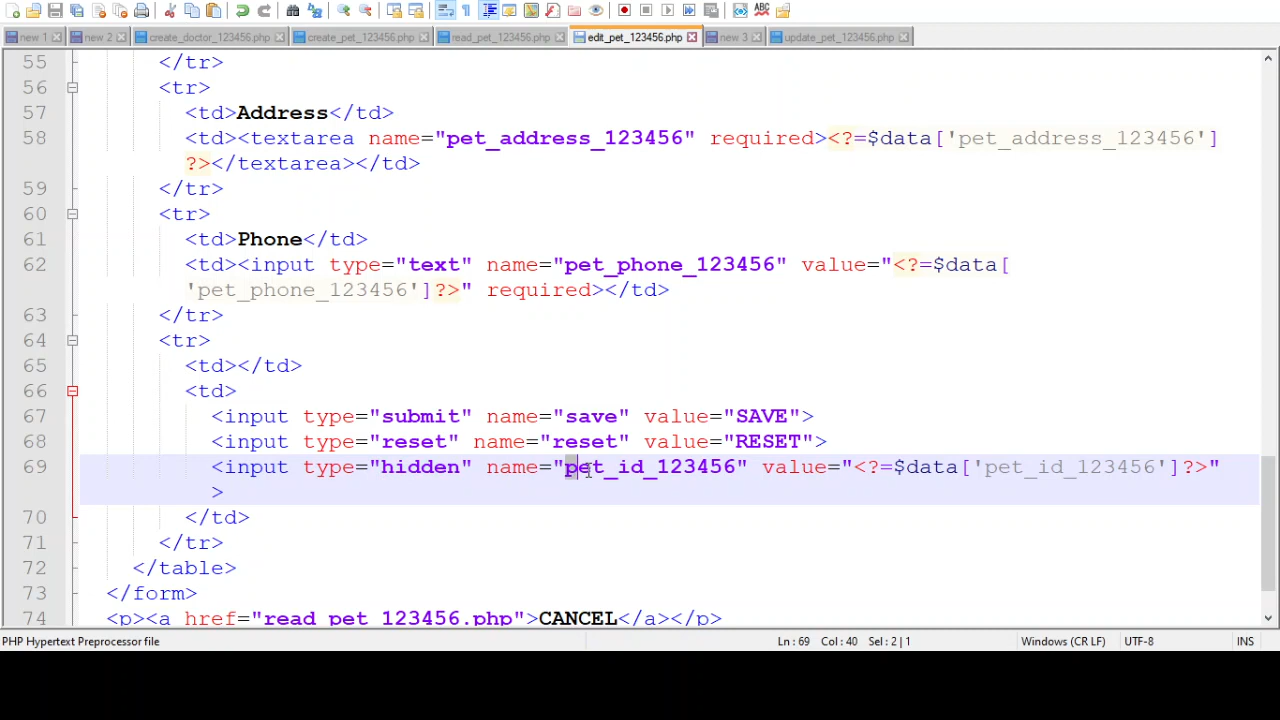 new 1 new 2 create_doctor_123456.php create_pet_123456.php read_pet_123456.php edit_pet_123456.php new 3 update_pet_123456.php
55 </tr>
56 <tr>
57 <td>Address</td>
58 <td><textarea name="pet_address_123456" required><?=$data['pet_address_123456']
?></textarea></td>
59 </tr>
60 <tr>
61 <td>Phone</td>
62 <td><input type="text" name="pet_phone_123456" value="<?=$data[
'pet_phone_123456']?>" required></td>
63 </tr>
64 <tr>
65 <td></td>
66 <td>
67 <input type="submit" name="save" value="SAVE">
68 <input type="reset" name="reset" value="RESET">
69 <input type="hidden" name="pet_id_123456" value="<?=$data['pet_id_123456']?>"
>
70 </td>
71 </tr>
72 </table>
73 </form>
74 <p><a href="read_pet_123456.php">CANCEL</a></p>
PHP Hypertext Preprocessor file Ln : 69 Col : 40 Sel : 2 | 1 Windows (CR LF) UTF-8 INS